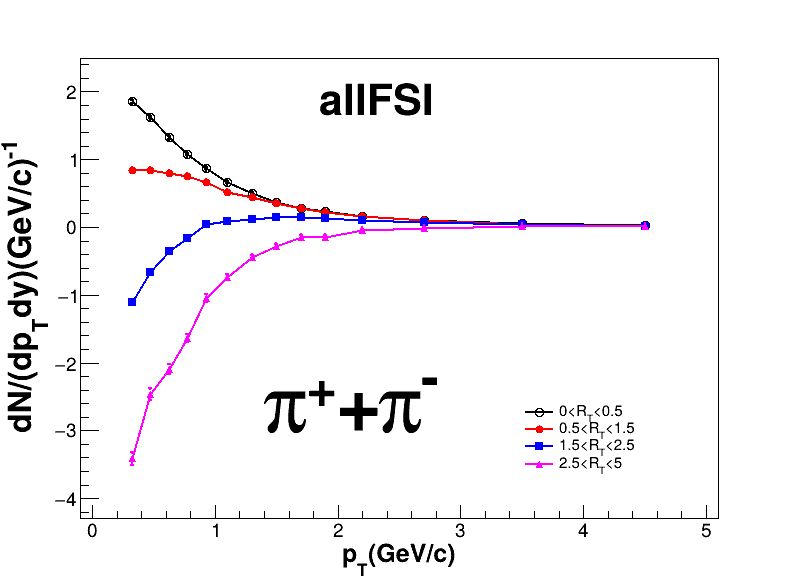 allFSI
dN/(dp_T dy)(GeV/c)^-1
2
1
0
−1
−2
−3
−4
π⁺+π⁻
0<R_T<0.5
0.5<R_T<1.5
1.5<R_T<2.5
2.5<R_T<5
0 1 2 3 4 5
p_T(GeV/c)